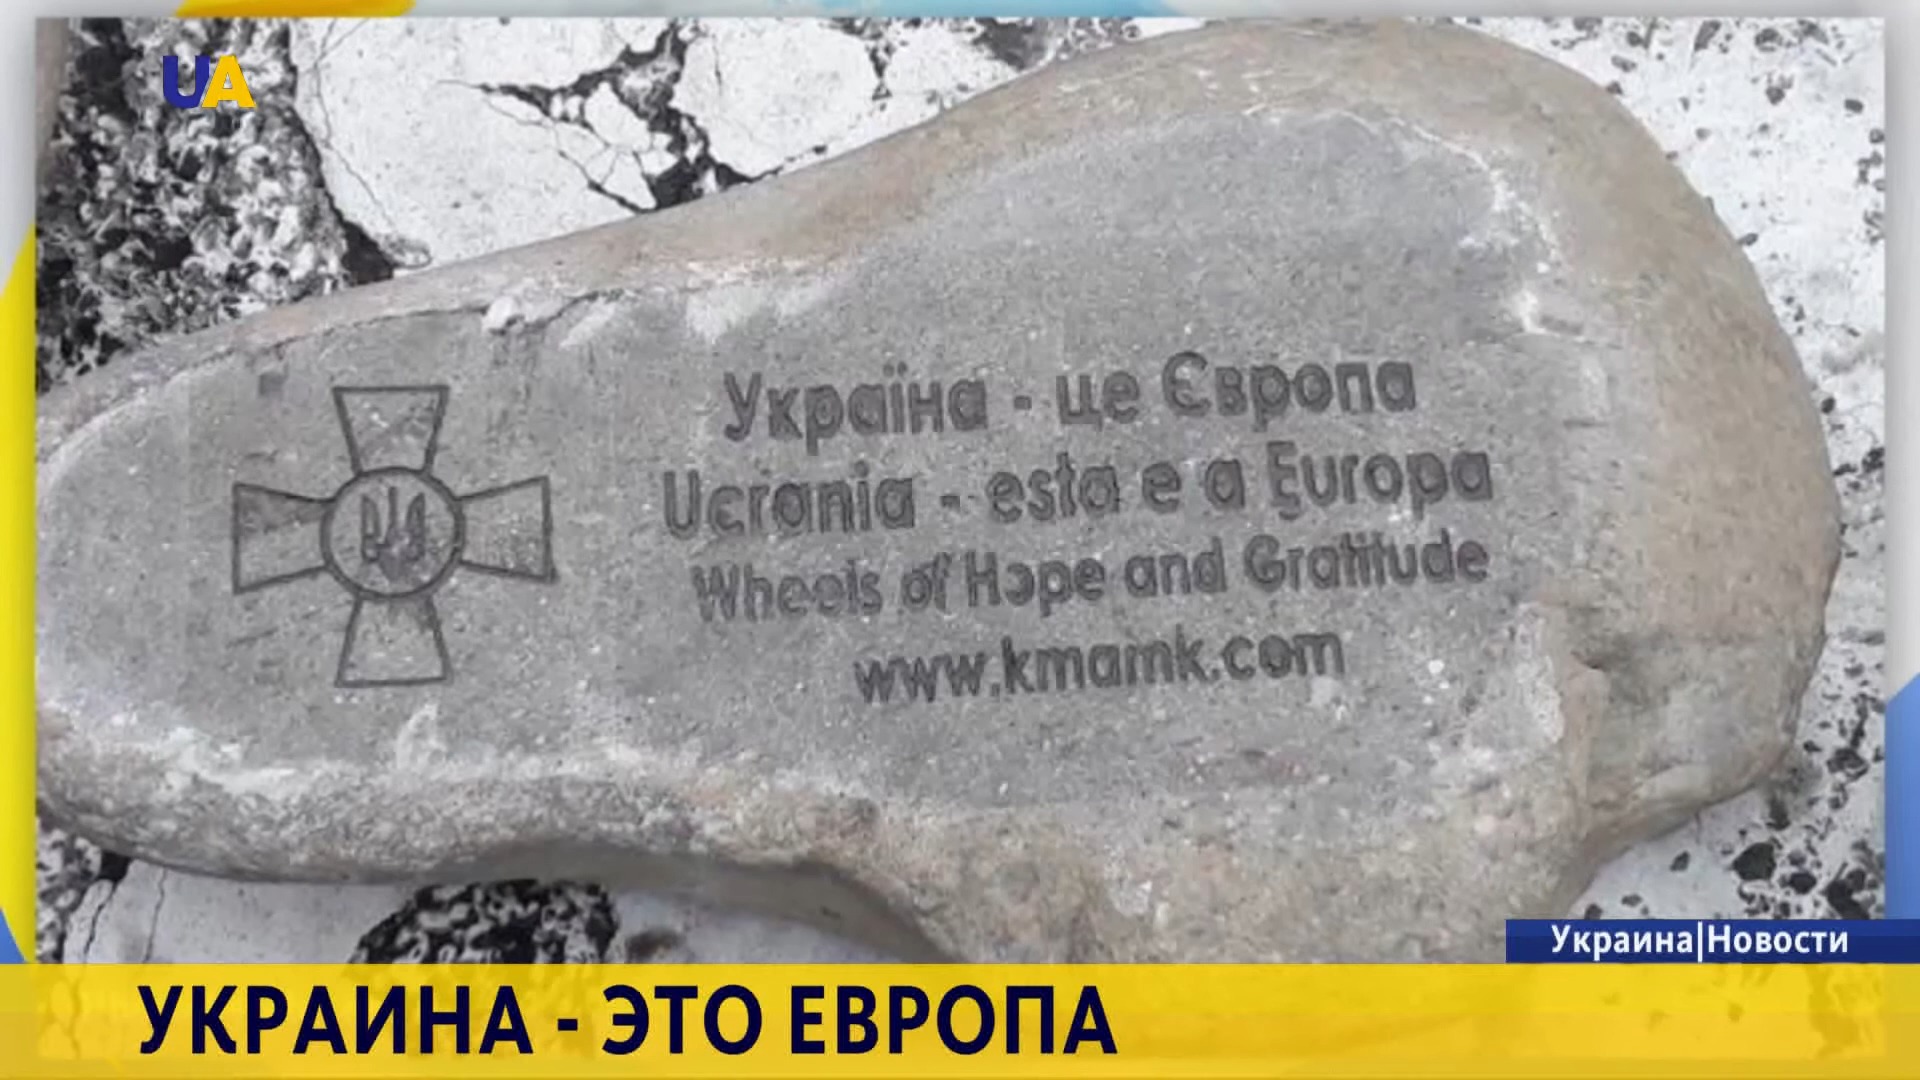 UA
Україна - це Європа
Ucrania - esta e a Europa
Wheels of Hope and Gratitude
www.kmamk.com
Украина|Новости
УКРАИНА - ЭТО ЕВРОПА